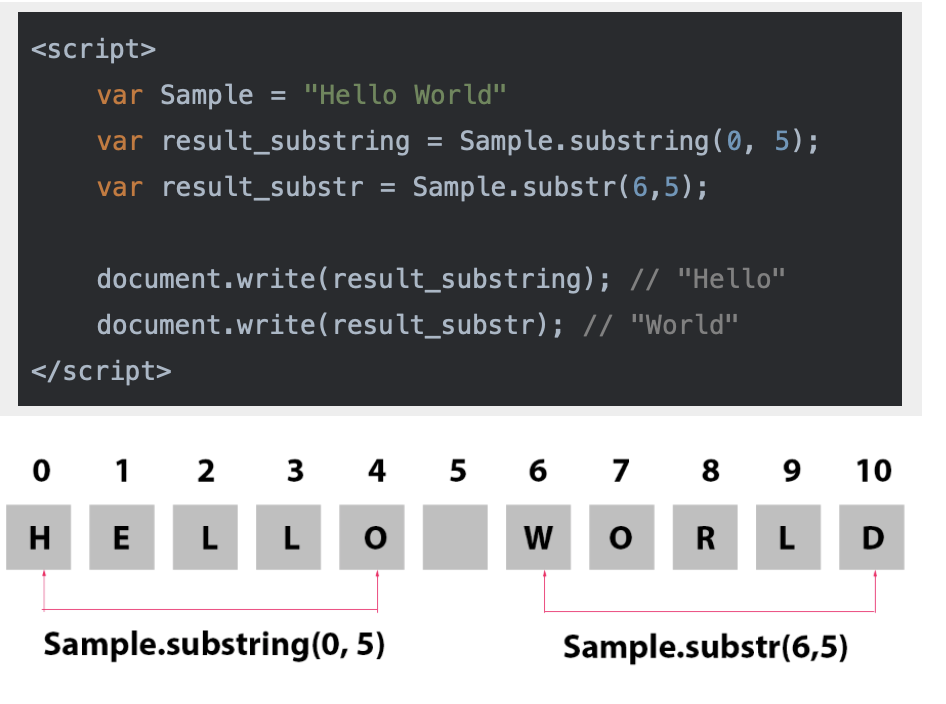 <script>
var Sample = "Hello World"
var result_substring = Sample.substring(0, 5);
var result_substr = Sample.substr(6,5);
document.write(result_substring); // "Hello"
document.write(result_substr); // "World"
</script>
0 1 2 3 4 5 6 7 8 9 10
H E L L O W O R L D
Sample.substring(0, 5) Sample.substr(6,5)